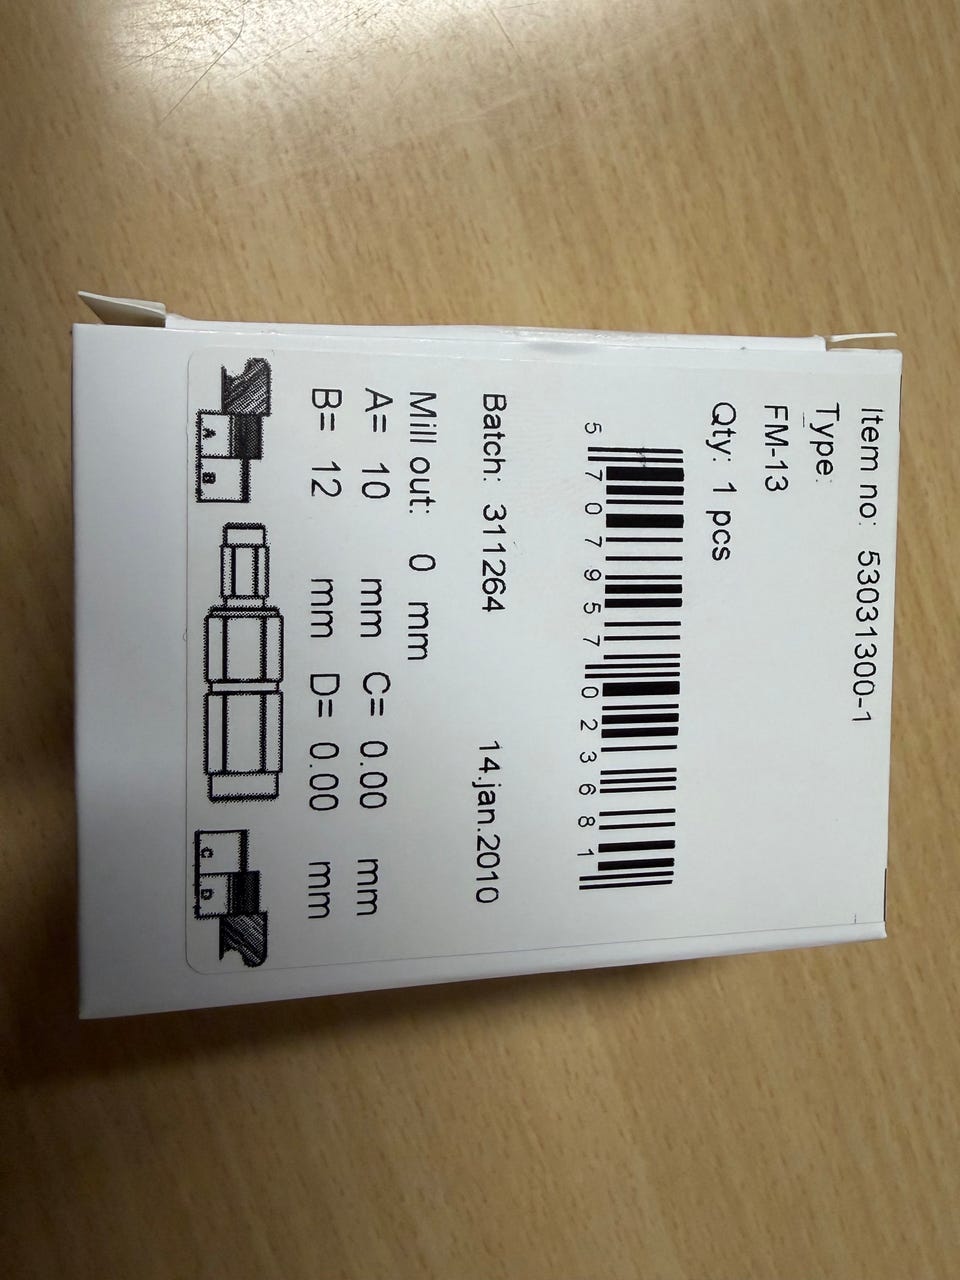 Item no: 53031300-1
Type:
FM-13
Qty: 1 pcs
5 707957 023681
Batch: 311264 14.jan.2010
Mill out: 0 mm
A= 10 mm C= 0.00 mm
B= 12 mm D= 0.00 mm
A B C D